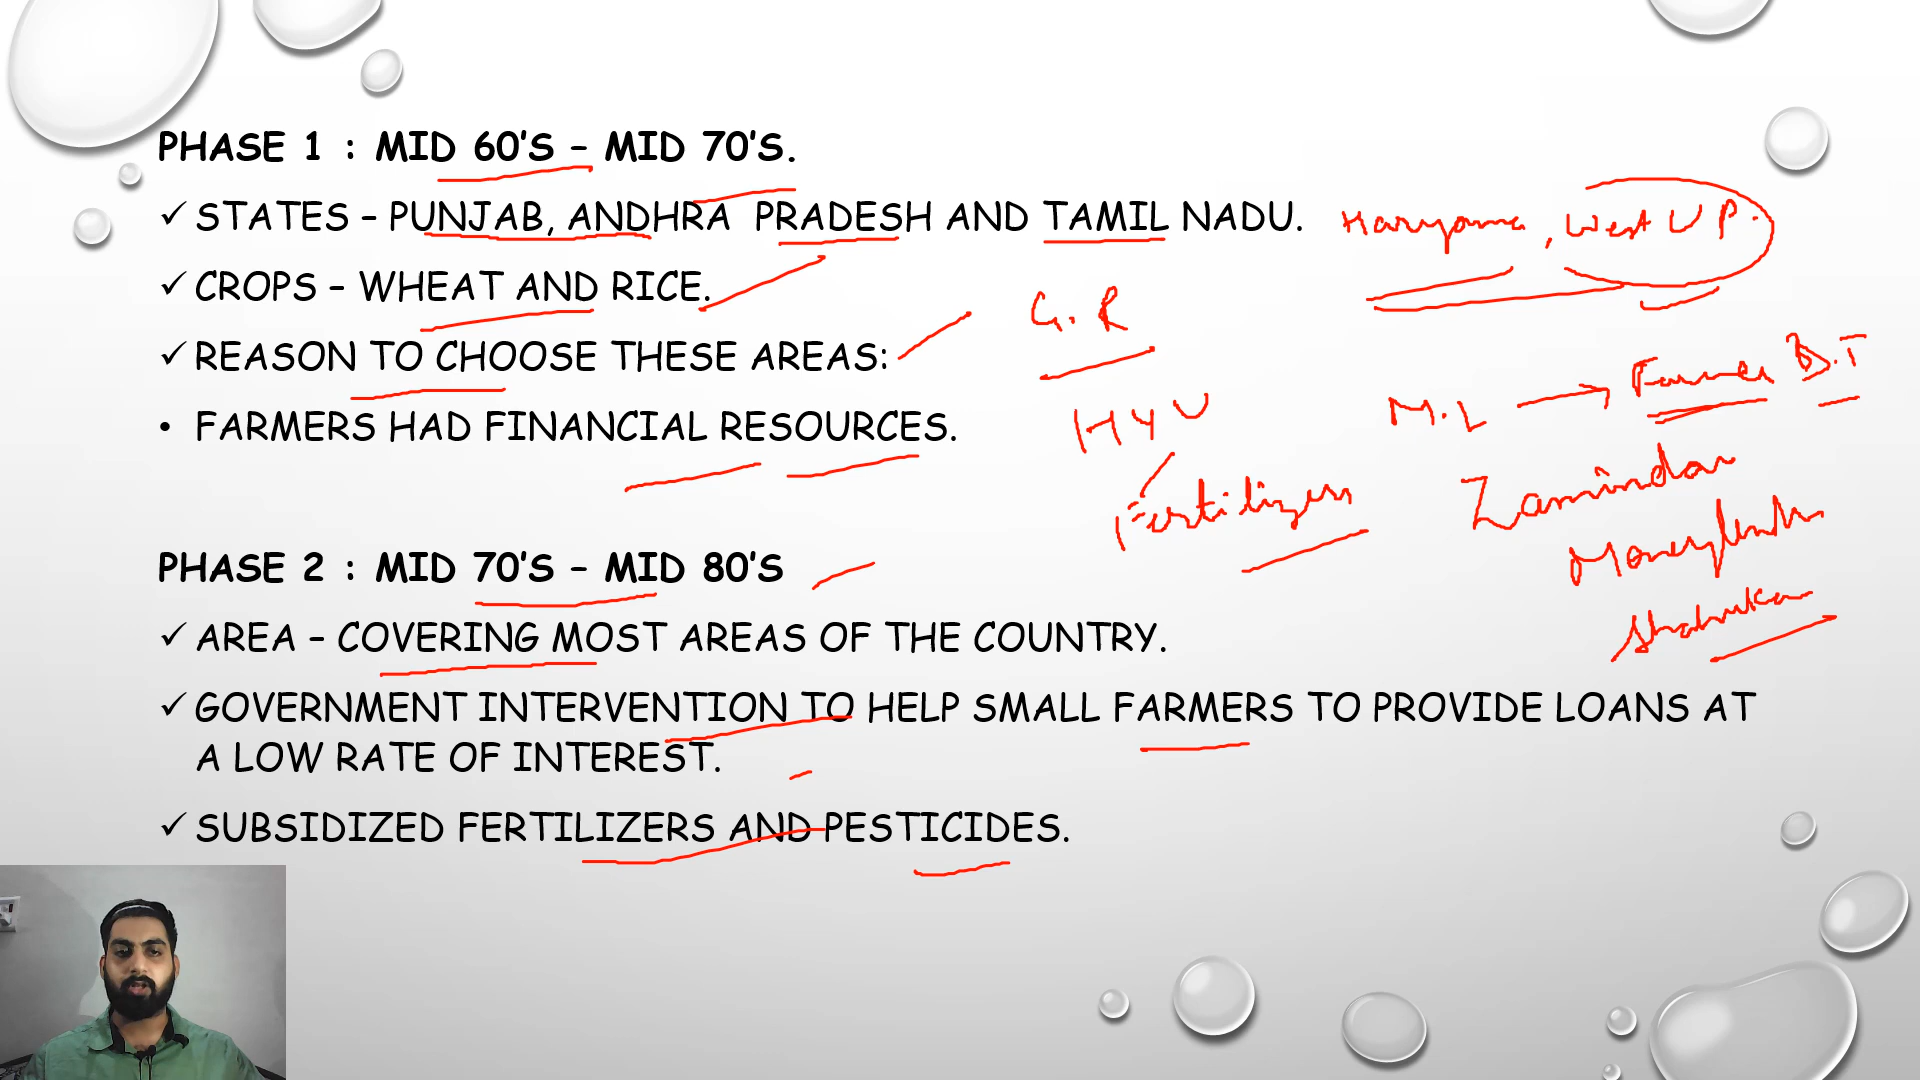 PHASE 1 : MID 60'S – MID 70'S.
✓ STATES – PUNJAB, ANDHRA PRADESH AND TAMIL NADU. Haryana, West U P.
✓ CROPS – WHEAT AND RICE.
G.R
✓ REASON TO CHOOSE THESE AREAS:
M.L → Farmer B.T
• FARMERS HAD FINANCIAL RESOURCES.
H Y V
Fertilizers
Zamindar
Moneylender
Shahukar
PHASE 2 : MID 70'S – MID 80'S
✓ AREA – COVERING MOST AREAS OF THE COUNTRY.
✓ GOVERNMENT INTERVENTION TO HELP SMALL FARMERS TO PROVIDE LOANS AT
A LOW RATE OF INTEREST.
✓ SUBSIDIZED FERTILIZERS AND PESTICIDES.